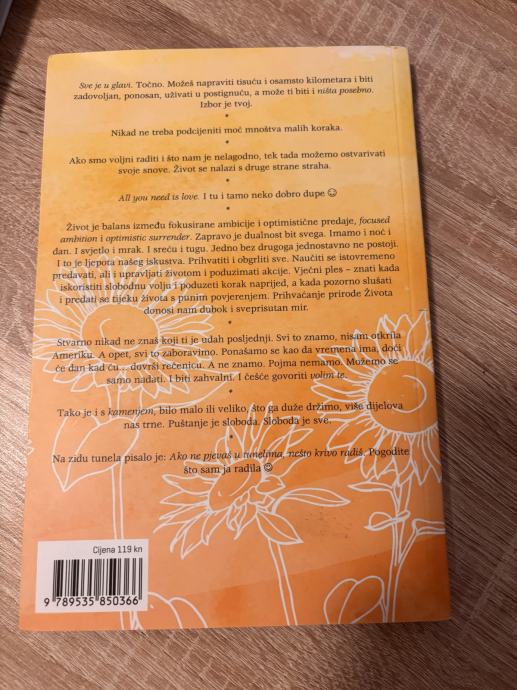 Sve je u glavi. Točno. Možeš napraviti tisuću i osamsto kilometara i biti
zadovoljan, ponosan, uživati u postignuću, a može ti biti i ništa posebno.
Izbor je tvoj.
*
Nikad ne treba podcijeniti moć mnoštva malih koraka.
*
Ako smo voljni raditi i što nam je nelagodno, tek tada možemo ostvarivati
svoje snove. Život se nalazi s druge strane straha.
*
All you need is love. I tu i tamo neko dobro dupe ☺
*
Život je balans između fokusirane ambicije i optimistične predaje, focused
ambition i optimistic surrender. Zapravo je dualnost bit svega. Imamo i noć i
dan. I svjetlo i mrak. I sreću i tugu. Jedno bez drugoga jednostavno ne postoji.
I to je ljepota našeg iskustva. Prihvatiti i obgrliti sve. Naučiti se istovremeno
predavati, ali i upravljati životom i poduzimati akcije. Vječni ples – znati kada
iskoristiti slobodnu volju i poduzeti korak naprijed, a kada pozorno slušati
i predati se tijeku života s punim povjerenjem. Prihvaćanje prirode Života
donosi nam dubok i sveprisutan mir.
*
Stvarno nikad ne znaš koji ti je udah posljednji. Svi to znamo, nisam otkrila
Ameriku. A opet, svi to zaboravimo. Ponašamo se kao da vremena ima, doći
će dan kad ću... dovrši rečenicu. A ne znamo. Pojma nemamo. Možemo se
samo nadati. I biti zahvalni. I češće govoriti volim te.
*
Tako je i s kamenjem, bilo malo ili veliko, što ga duže držimo, više dijelova
nas trne. Puštanje je sloboda. Sloboda je sve.
*
Na zidu tunela pisalo je: Ako ne pjevaš u tunelima, nešto krivo radiš. Pogodite
što sam ja radila ☺
Cijena 119 kn
9 789535 850366